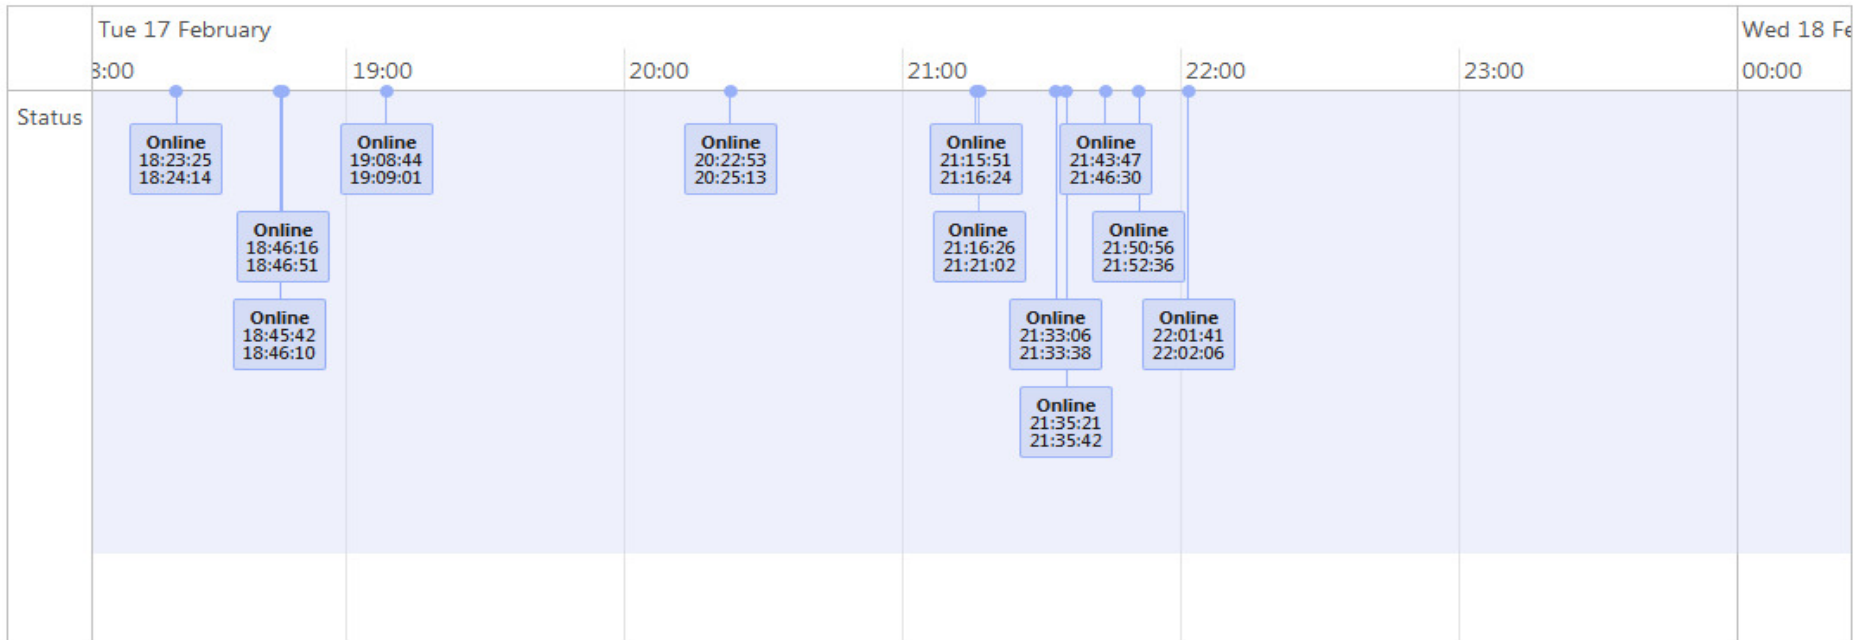 Tue 17 February
Wed 18 Fe
8:00
19:00
20:00
21:00
22:00
23:00
00:00
Status
Online
18:23:25
18:24:14
Online
18:46:16
18:46:51
Online
18:45:42
18:46:10
Online
19:08:44
19:09:01
Online
20:22:53
20:25:13
Online
21:15:51
21:16:24
Online
21:16:26
21:21:02
Online
21:33:06
21:33:38
Online
21:35:21
21:35:42
Online
21:43:47
21:46:30
Online
21:50:56
21:52:36
Online
22:01:41
22:02:06